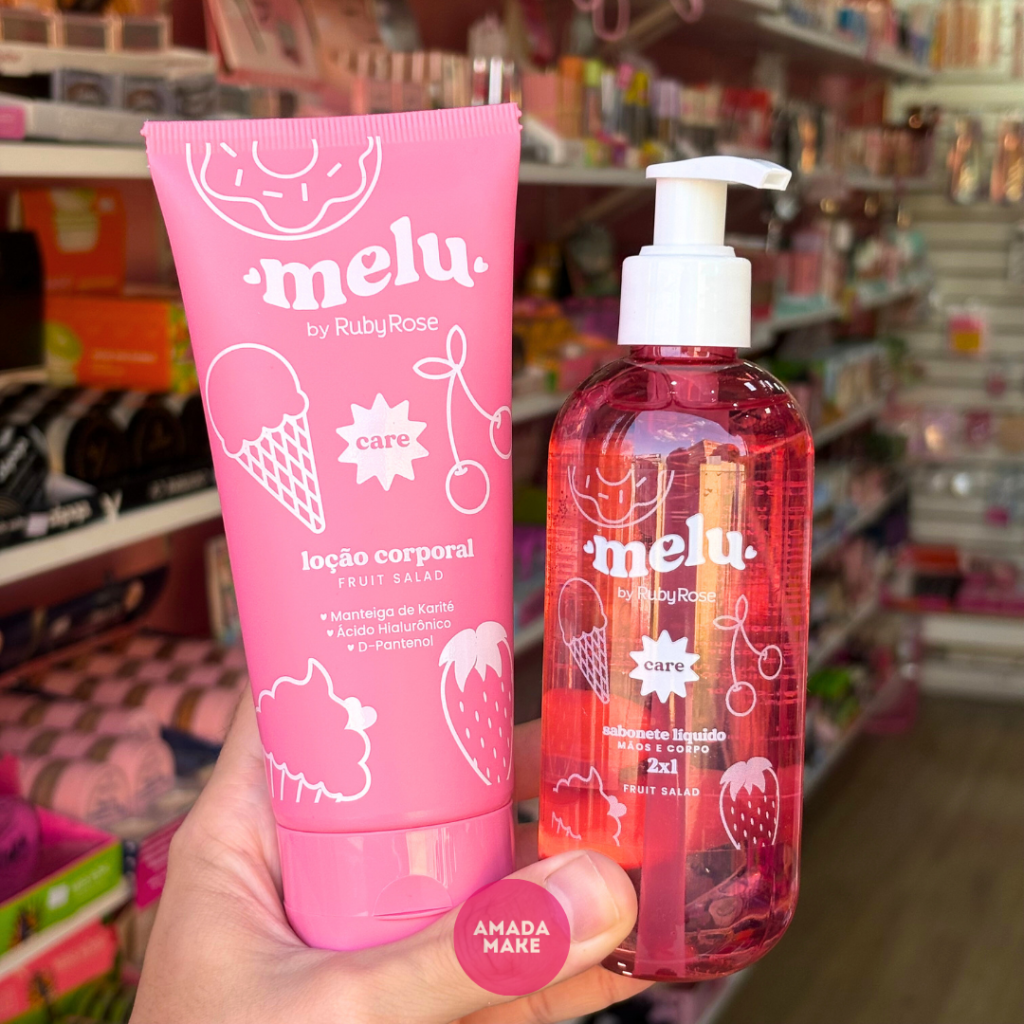 melu
by RubyRose
care
loção corporal
FRUIT SALAD
Manteiga de Karité
Ácido Hialurônico
D-Pantenol
melu
by RubyRose
care
sabonete líquido
MÃOS E CORPO
2x1
FRUIT SALAD
AMADA
MAKE